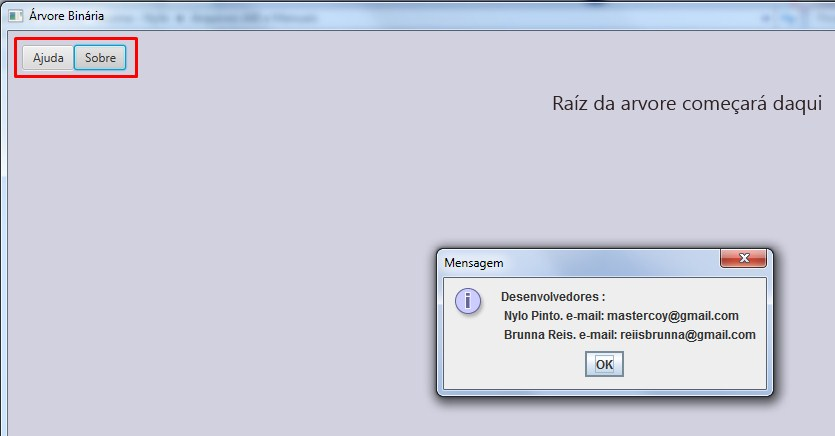 Árvore Binária
Ajuda Sobre
Raíz da arvore começará daqui
Mensagem
Desenvolvedores :
Nylo Pinto. e-mail: mastercoy@gmail.com
Brunna Reis. e-mail: reiisbrunna@gmail.com
OK